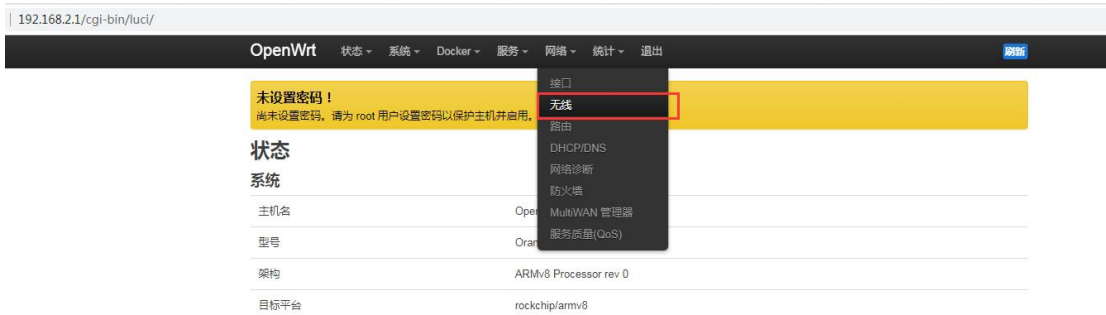 192.168.2.1/cgi-bin/luci/
OpenWrt 状态 系统 Docker 服务 网络 统计 退出 刷新
接口
无线
路由
DHCP/DNS
网络诊断
防火墙
MultiWAN 管理器
服务质量(QoS)
未设置密码！
尚未设置密码。请为 root 用户设置密码以保护主机并启用。
状态
系统
主机名 Ope
型号 Oran
架构 ARMv8 Processor rev 0
目标平台 rockchip/armv8